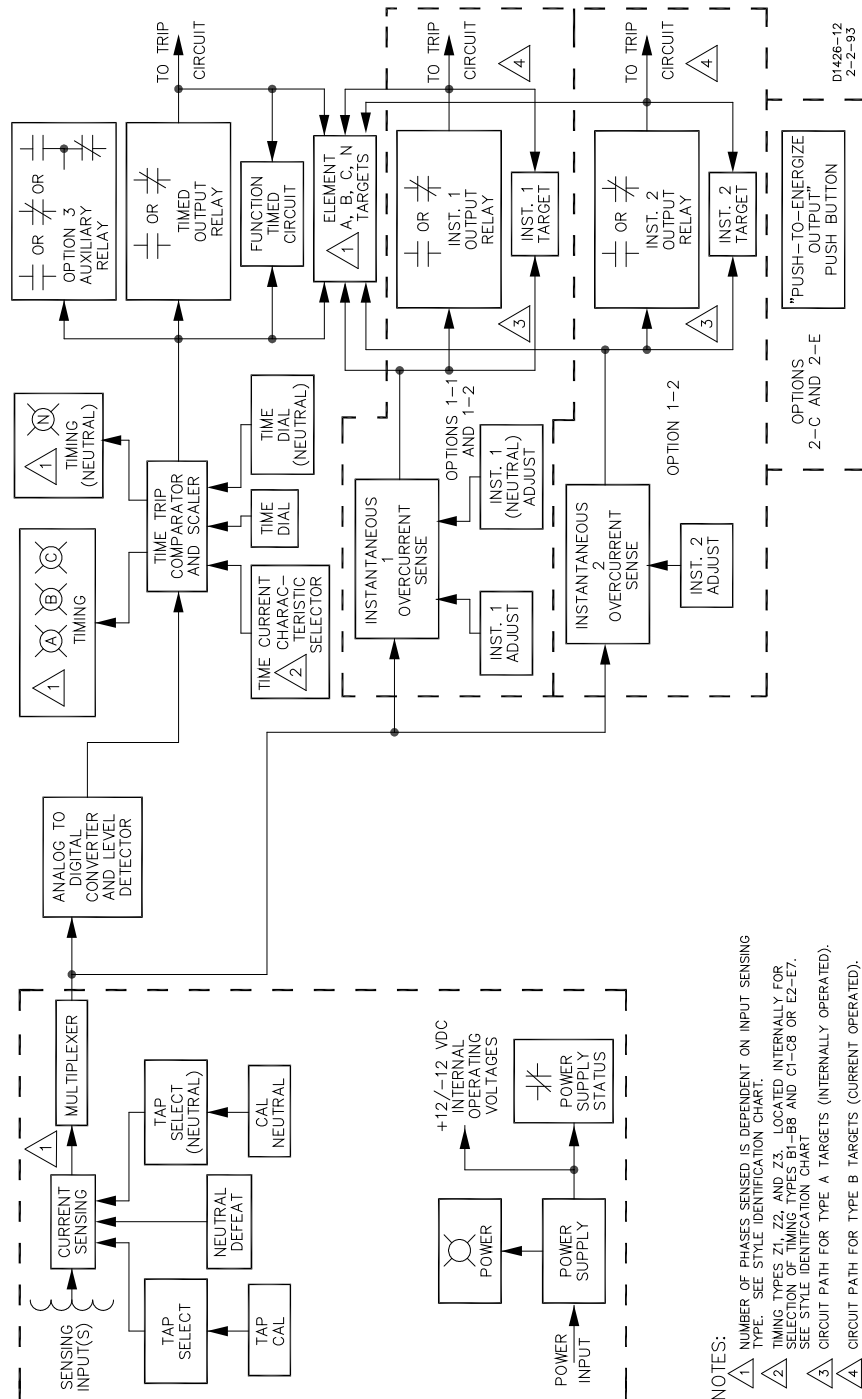 SENSING
INPUT(S)
CURRENT
SENSING
1
MULTIPLEXER
TAP
SELECT
TAP
CAL
NEUTRAL
DEFEAT
TAP
SELECT
(NEUTRAL)
CAL
NEUTRAL
POWER
INPUT
POWER
SUPPLY
POWER
+12/-12 VDC
INTERNAL
OPERATING
VOLTAGES
POWER
SUPPLY
STATUS
ANALOG TO
DIGITAL
CONVERTER
AND LEVEL
DETECTOR
1
A B C
TIMING
1 N
TIMING
(NEUTRAL)
TIME TRIP
COMPARATOR
AND SCALER
TIME CURRENT
CHARAC-
TERISTIC
SELECTOR
2
TIME DIAL
TIME
DIAL
(NEUTRAL)
OR OR
OPTION 3
AUXILIARY
RELAY
OR
TIMED
OUTPUT
RELAY
TO TRIP
CIRCUIT
FUNCTION
TIMED
CIRCUIT
ELEMENT
1 A, B, C, N
TARGETS
INSTANTANEOUS
1
OVERCURRENT
SENSE
INST. 1
ADJUST
INST. 1
(NEUTRAL)
ADJUST
OPTIONS 1-1
AND 1-2
OR
INST. 1
OUTPUT
RELAY
3
INST. 1
TARGET
TO TRIP
CIRCUIT
4
INSTANTANEOUS
2
OVERCURRENT
SENSE
INST. 2
ADJUST
OPTION 1-2
OR
INST. 2
OUTPUT
RELAY
3
INST. 2
TARGET
TO TRIP
CIRCUIT
4
OPTIONS
2-C AND 2-E
"PUSH-TO-ENERGIZE
OUTPUT"
PUSH BUTTON
D1426-12
2-2-93
NOTES:
1 NUMBER OF PHASES SENSED IS DEPENDENT ON INPUT SENSING
TYPE. SEE STYLE IDENTIFICATION CHART.
2 TIMING TYPES Z1, Z2, AND Z3. LOCATED INTERNALLY FOR
SELECTION OF TIMING TYPES B1-B8 AND C1-C8 OR E2-E7.
SEE STYLE IDENTIFCATION CHART
3 CIRCUIT PATH FOR TYPE A TARGETS (INTERNALLY OPERATED).
4 CIRCUIT PATH FOR TYPE B TARGETS (CURRENT OPERATED).